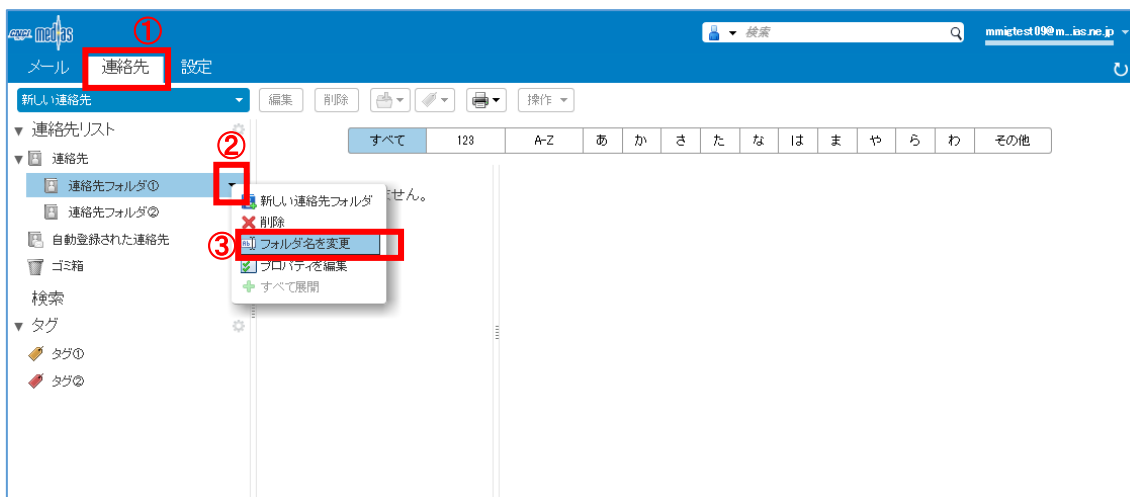 CNCI medias
①
検索
mmigtest09@m...ias.ne.jp
メール 連絡先 設定
新しい連絡先 編集 削除 操作
連絡先リスト
②
すべて 123 A-Z あ か さ た な は ま や ら わ その他
連絡先
連絡先フォルダ①
せん。
新しい連絡先フォルダ
連絡先フォルダ②
削除
自動登録された連絡先
③
フォルダ名を変更
ゴミ箱
プロパティを編集
すべて展開
検索
タグ
タグ①
タグ②